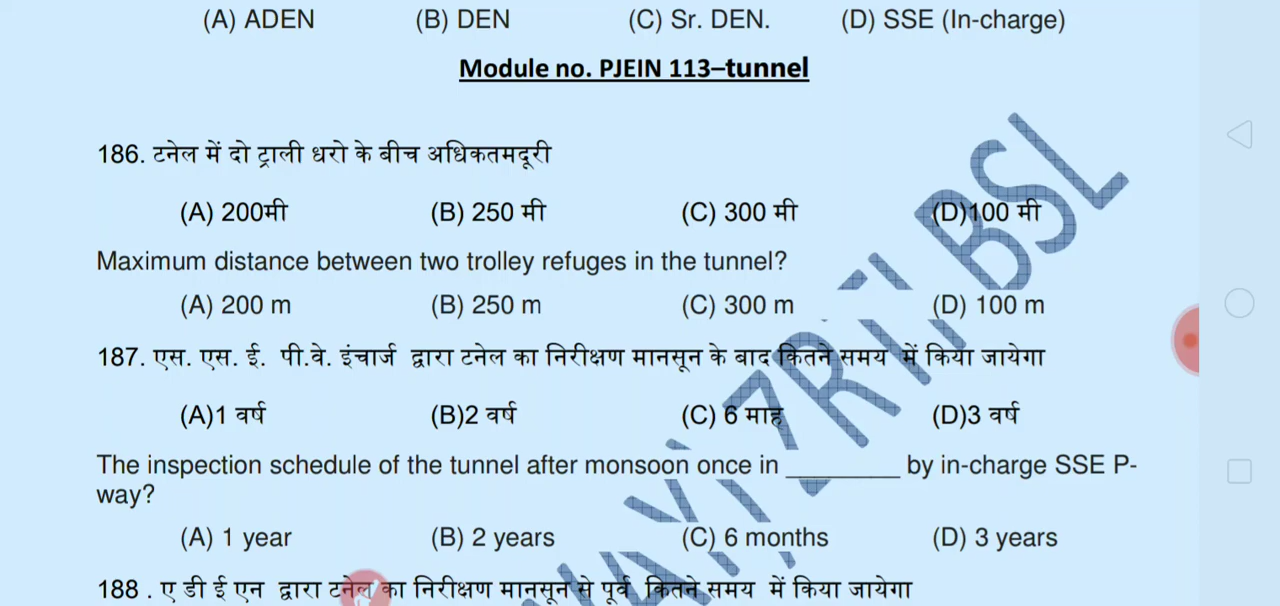 (A) ADEN (B) DEN (C) Sr. DEN. (D) SSE (In-charge)
Module no. PJEIN 113–tunnel
186. टनेल में दो ट्राली धरो के बीच अधिकतमदूरी
(A) 200मी (B) 250 मी (C) 300 मी (D)100 मी
Maximum distance between two trolley refuges in the tunnel?
(A) 200 m (B) 250 m (C) 300 m (D) 100 m
187. एस. एस. ई. पी.वे. इंचार्ज द्वारा टनेल का निरीक्षण मानसून के बाद कितने समय में किया जायेगा
(A)1 वर्ष (B)2 वर्ष (C) 6 माह (D)3 वर्ष
The inspection schedule of the tunnel after monsoon once in ________ by in-charge SSE P-
way?
(A) 1 year (B) 2 years (C) 6 months (D) 3 years
188 . ए डी ई एन द्वारा टनेल का निरीक्षण मानसून से पूर्व कितने समय में किया जायेगा
ZRTI BSL